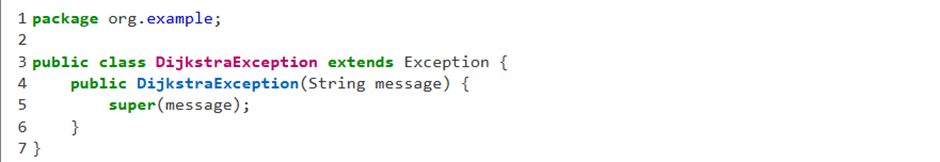 1 package org.example;
2
3 public class DijkstraException extends Exception {
4     public DijkstraException(String message) {
5         super(message);
6     }
7 }